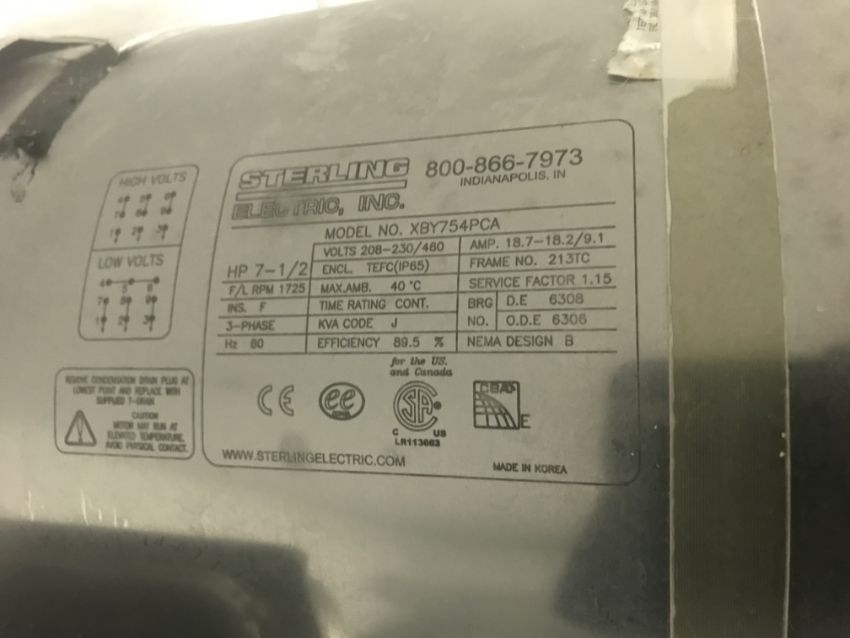 HIGH VOLTS
4 5 6
7 8 9
1 2 3
LOW VOLTS
4 5 6
7 8 9
1 2 3
REMOVE CONDENSATION DRAIN PLUG AT
LOWEST POINT AND REPLACE WITH
SUPPLIED T-DRAIN
CAUTION
MOTOR MAY RUN AT
ELEVATED TEMPERATURE.
AVOID PHYSICAL CONTACT.
STERLING
ELECTRIC, INC.
800-866-7973
INDIANAPOLIS, IN
MODEL NO. XBY754PCA
HP 7-1/2 VOLTS 208-230/460 AMP. 18.7-18.2/9.1
ENCL. TEFC(IP65) FRAME NO. 213TC
F/L RPM 1725 MAX.AMB. 40 °C SERVICE FACTOR 1.15
INS. F TIME RATING CONT. BRG D.E 6308
3-PHASE KVA CODE J NO. O.D.E 6306
Hz 60 EFFICIENCY 89.5 % NEMA DESIGN B
for the US.
and Canada
CE ee SA ® C US E
LR113663
WWW.STERLINGELECTRIC.COM MADE IN KOREA